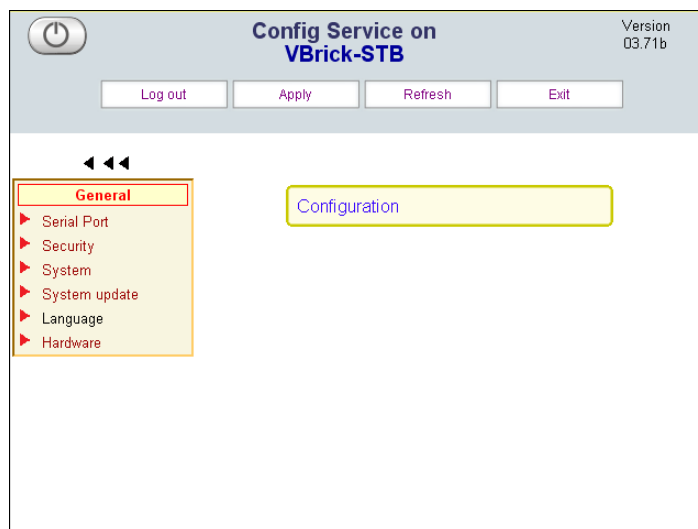 Config Service on
VBrick-STB
Version
03.71b
Log out
Apply
Refresh
Exit
General
Serial Port
Security
System
System update
Language
Hardware
Configuration